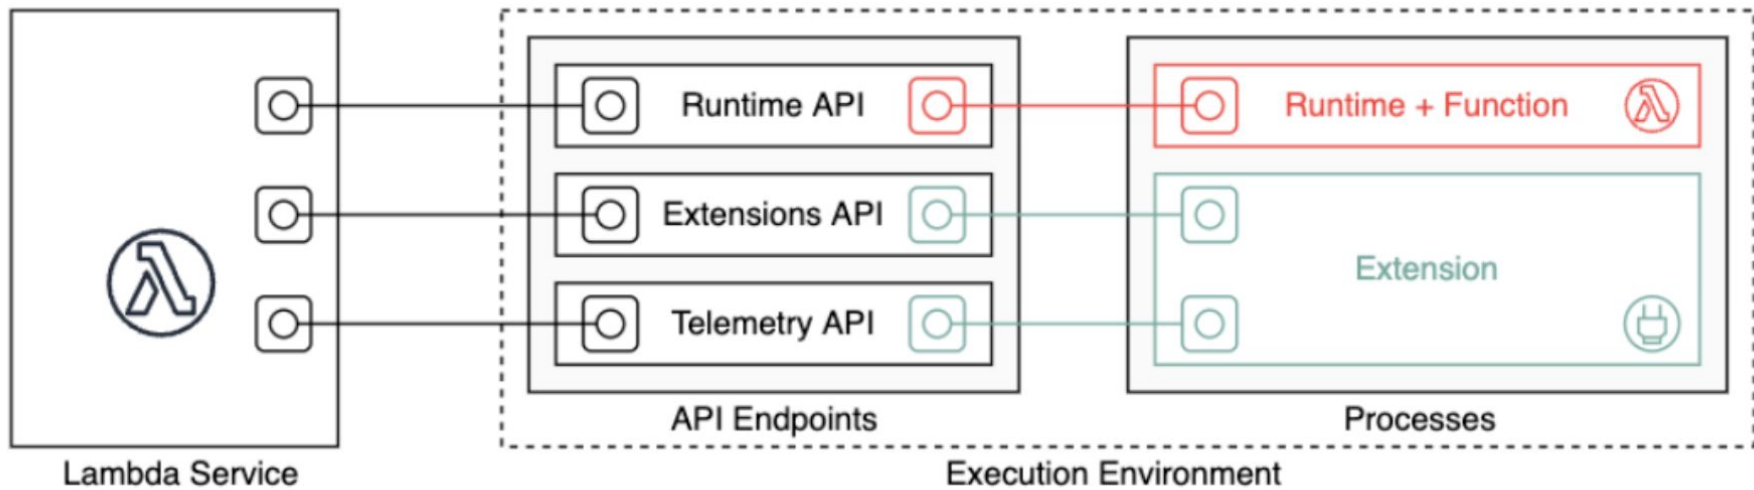 Runtime API
Runtime + Function
Extensions API
Extension
Telemetry API
API Endpoints
Processes
Lambda Service
Execution Environment